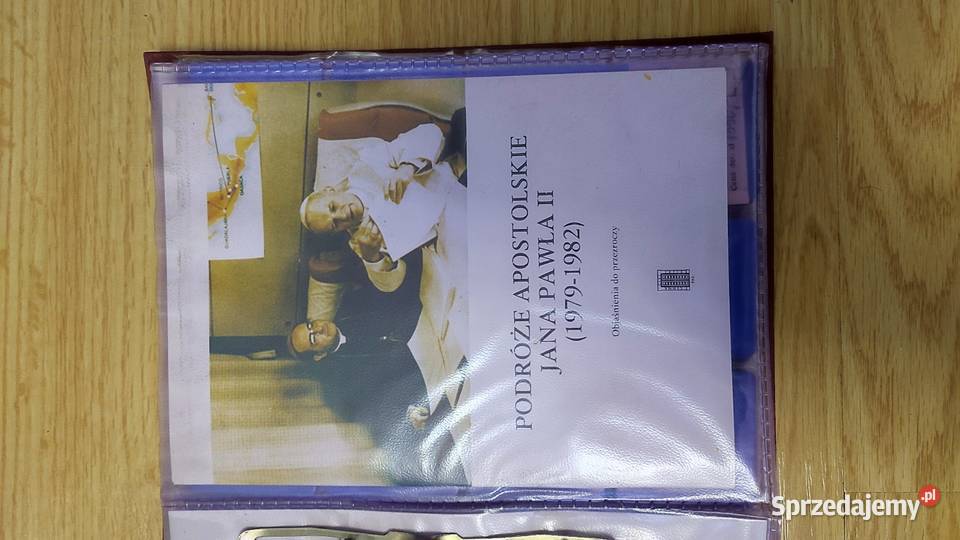 PODRÓŻE APOSTOLSKIE
JANA PAWŁA II
(1979-1982)
Objaśnienia do przezroczy
Sprzedajemy.pl